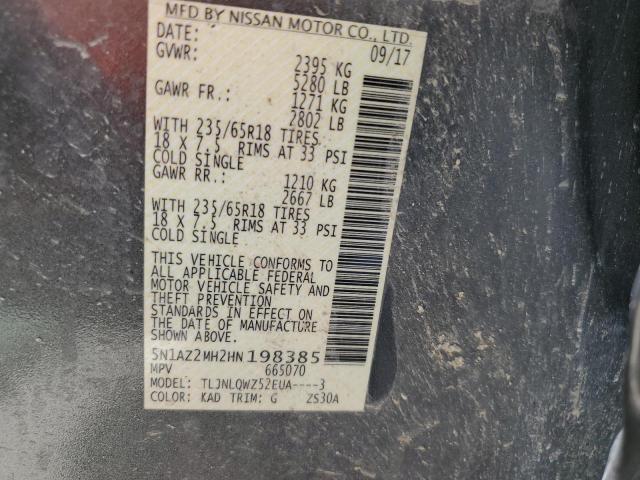 MFD BY NISSAN MOTOR CO., LTD.
DATE: 09/17
GVWR: 2395 KG
5280 LB
GAWR FR.: 1271 KG
2802 LB
WITH 235/65R18 TIRES
18 X 7.5 RIMS AT 33 PSI
COLD SINGLE
GAWR RR.: 1210 KG
2667 LB
WITH 235/65R18 TIRES
18 X 7.5 RIMS AT 33 PSI
COLD SINGLE
THIS VEHICLE CONFORMS TO
ALL APPLICABLE FEDERAL
MOTOR VEHICLE SAFETY AND
THEFT PREVENTION
STANDARDS IN EFFECT ON
THE DATE OF MANUFACTURE
SHOWN ABOVE.
5N1AZ2MH2HN198385
MPV 665070
MODEL: TLJNLQWZ52EUA----3
COLOR: KAD TRIM: G ZS30A